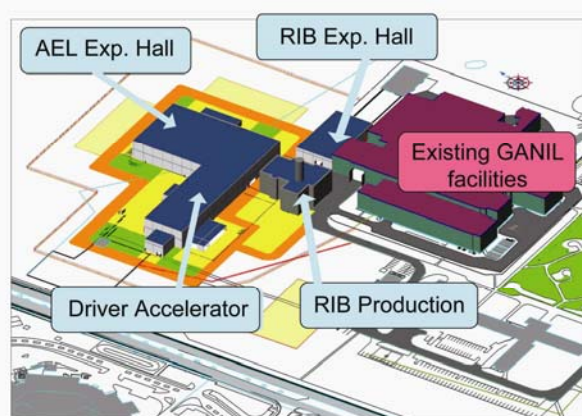 AEL Exp. Hall
RIB Exp. Hall
Existing GANIL
facilities
Driver Accelerator
RIB Production